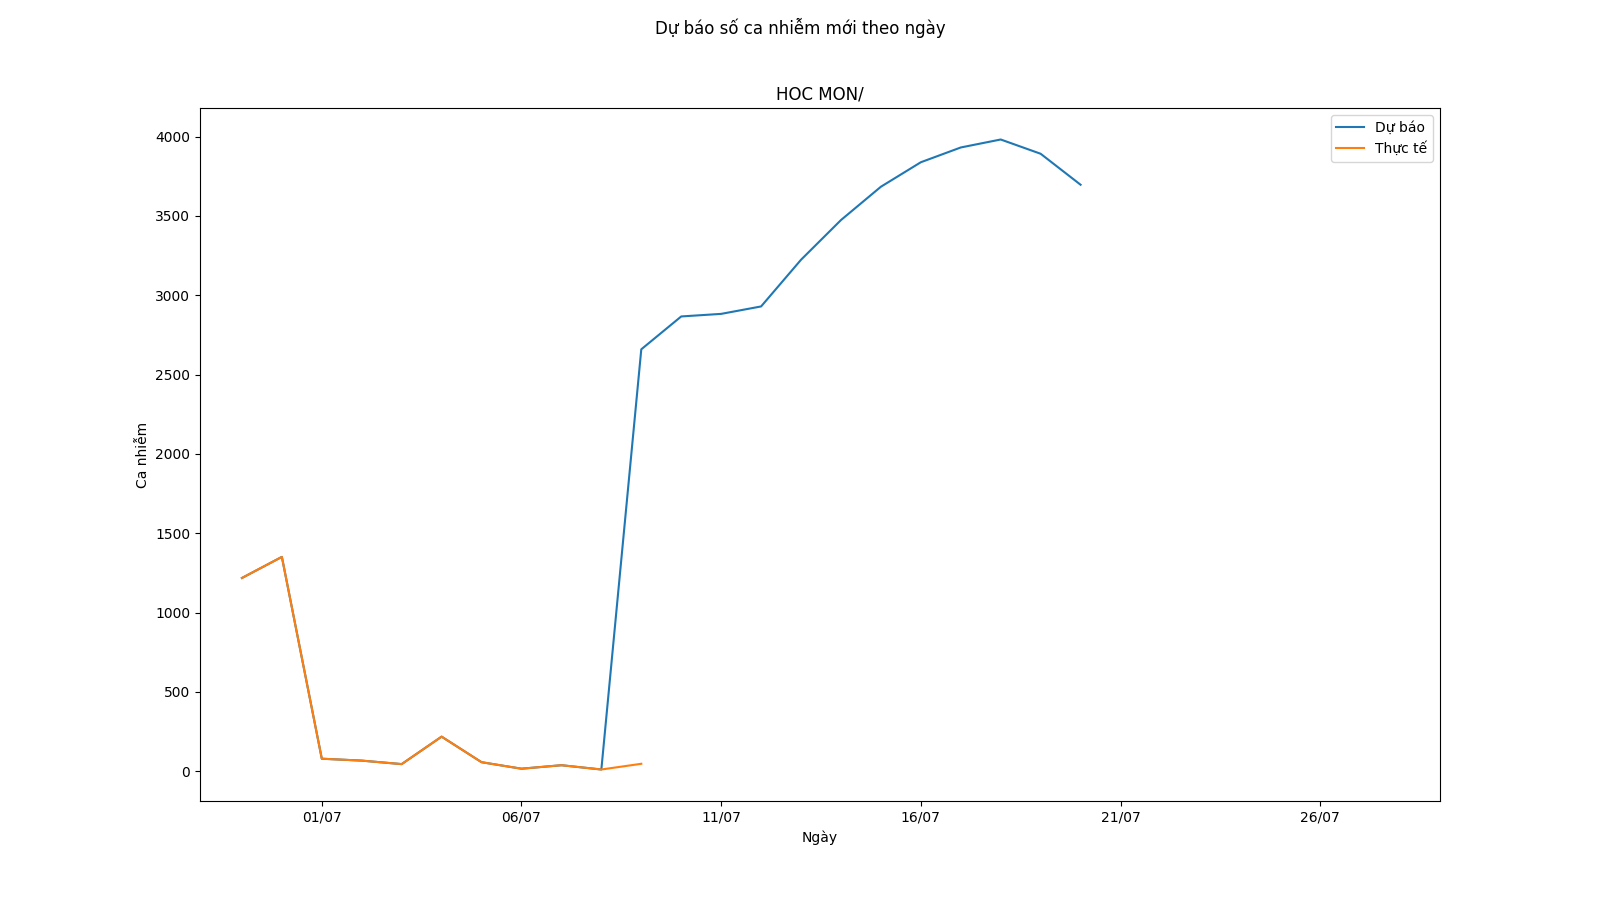 Dự báo số ca nhiễm mới theo ngày
HOC MON/
Dự báo
Thực tế
4000
3500
3000
2500
2000
1500
1000
500
0
Ca nhiễm
01/07 06/07 11/07 16/07 21/07 26/07
Ngày